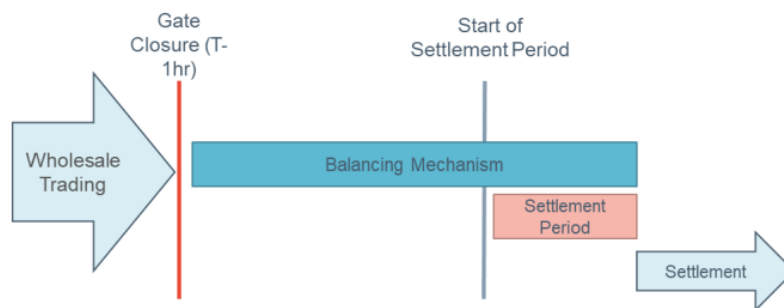 Gate
Closure (T-
1hr)
Start of
Settlement Period
Wholesale
Trading
Balancing Mechanism
Settlement
Period
Settlement